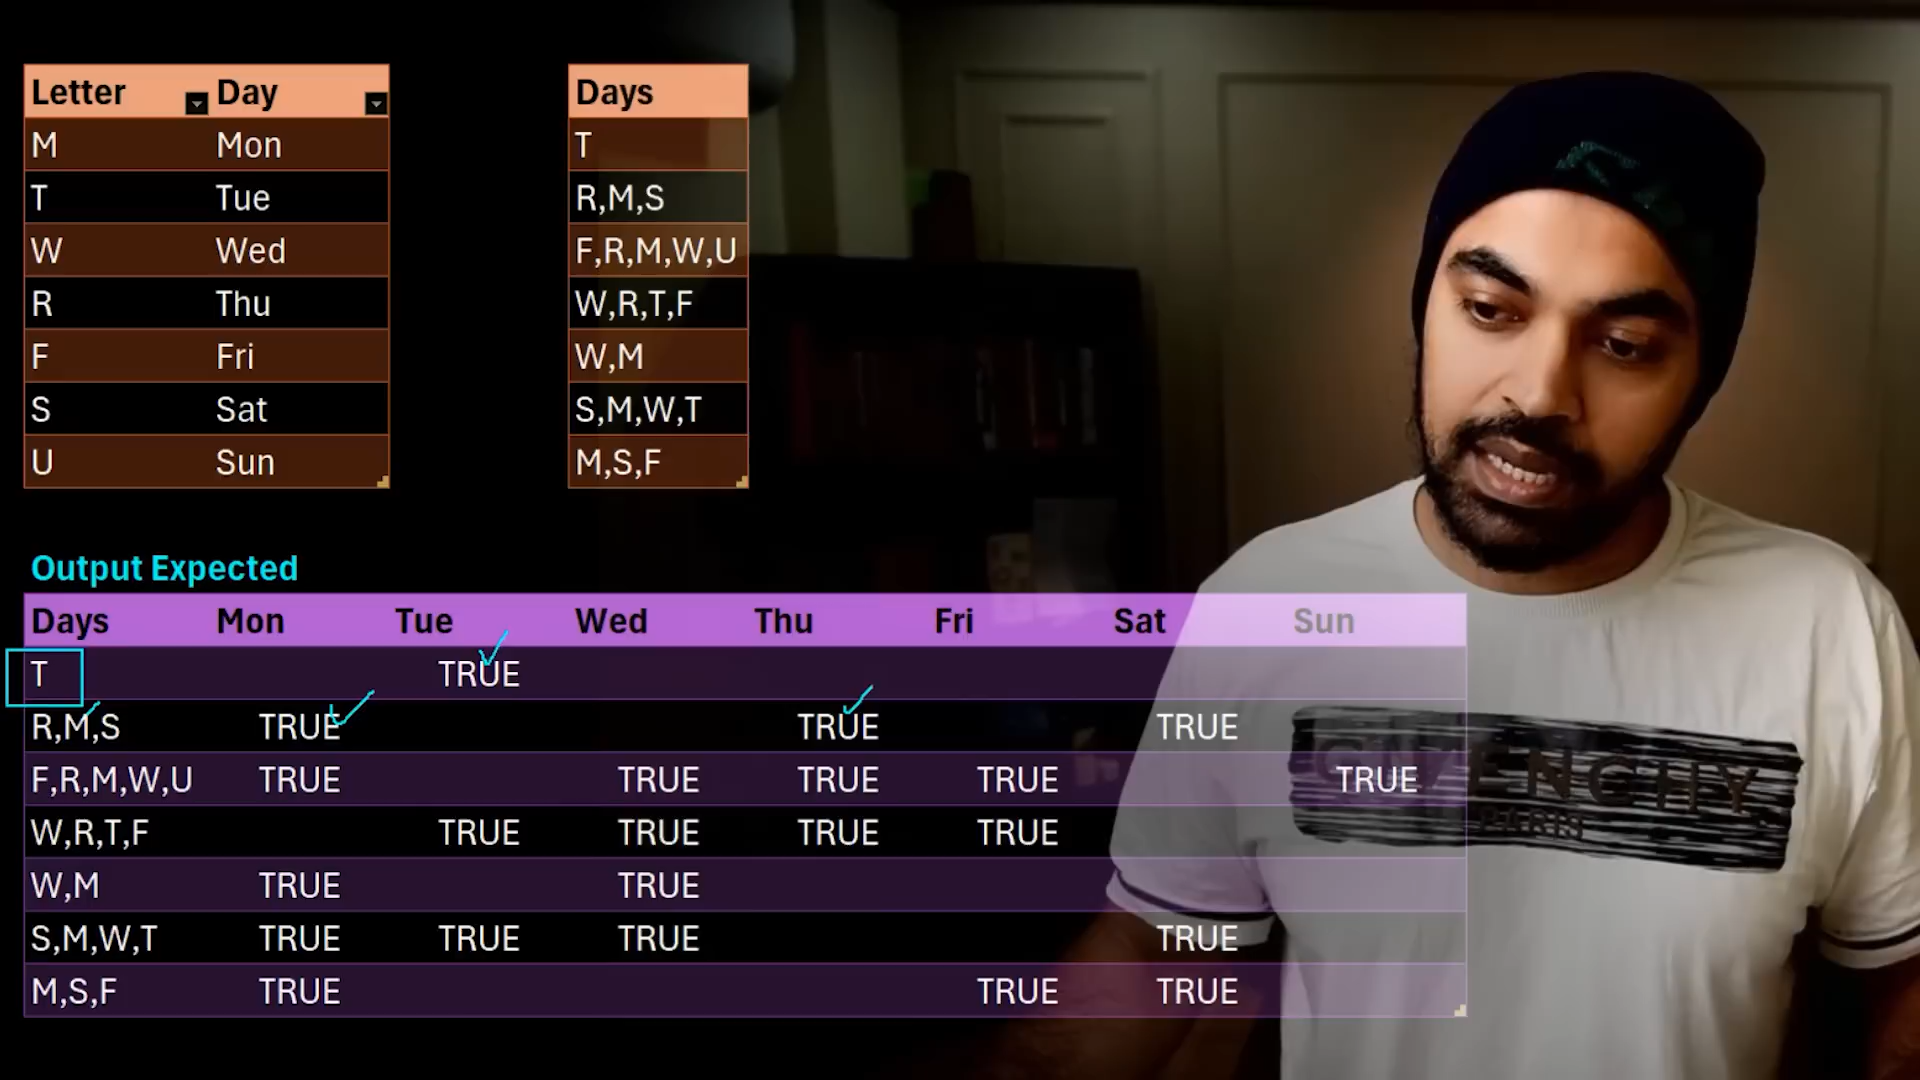 Letter Day
M Mon
T Tue
W Wed
R Thu
F Fri
S Sat
U Sun
Days
T
R,M,S
F,R,M,W,U
W,R,T,F
W,M
S,M,W,T
M,S,F
Output Expected
Days Mon Tue Wed Thu Fri Sat Sun
T TRUE
R,M,S TRUE TRUE TRUE
F,R,M,W,U TRUE TRUE TRUE TRUE TRUE
W,R,T,F TRUE TRUE TRUE TRUE
W,M TRUE TRUE
S,M,W,T TRUE TRUE TRUE TRUE
M,S,F TRUE TRUE TRUE
PARIS